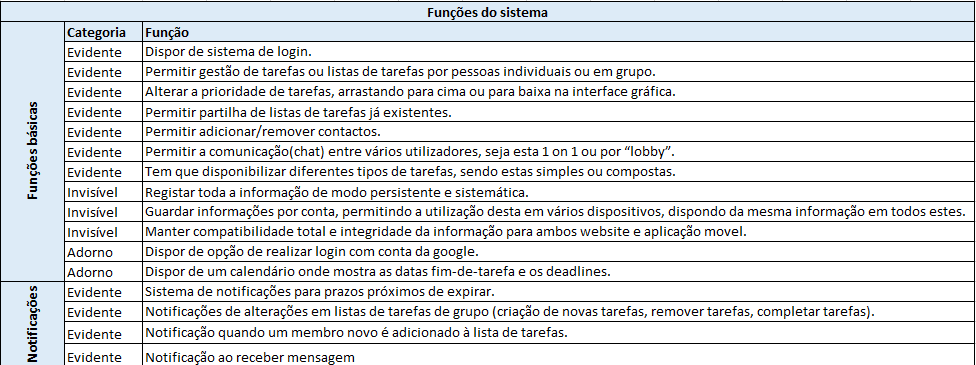 Funções do sistema
Categoria Função
Funções básicas
Evidente Dispor de sistema de login.
Evidente Permitir gestão de tarefas ou listas de tarefas por pessoas individuais ou em grupo.
Evidente Alterar a prioridade de tarefas, arrastando para cima ou para baixa na interface gráfica.
Evidente Permitir partilha de listas de tarefas já existentes.
Evidente Permitir adicionar/remover contactos.
Evidente Permitir a comunicação(chat) entre vários utilizadores, seja esta 1 on 1 ou por “lobby”.
Evidente Tem que disponibilizar diferentes tipos de tarefas, sendo estas simples ou compostas.
Invisível Registar toda a informação de modo persistente e sistemática.
Invisível Guardar informações por conta, permitindo a utilização desta em vários dispositivos, dispondo da mesma informação em todos estes.
Invisível Manter compatibilidade total e integridade da informação para ambos website e aplicação movel.
Adorno Dispor de opção de realizar login com conta da google.
Adorno Dispor de um calendário onde mostra as datas fim-de-tarefa e os deadlines.
Notificações
Evidente Sistema de notificações para prazos próximos de expirar.
Evidente Notificações de alterações em listas de tarefas de grupo (criação de novas tarefas, remover tarefas, completar tarefas).
Evidente Notificação quando um membro novo é adicionado à lista de tarefas.
Evidente Notificação ao receber mensagem